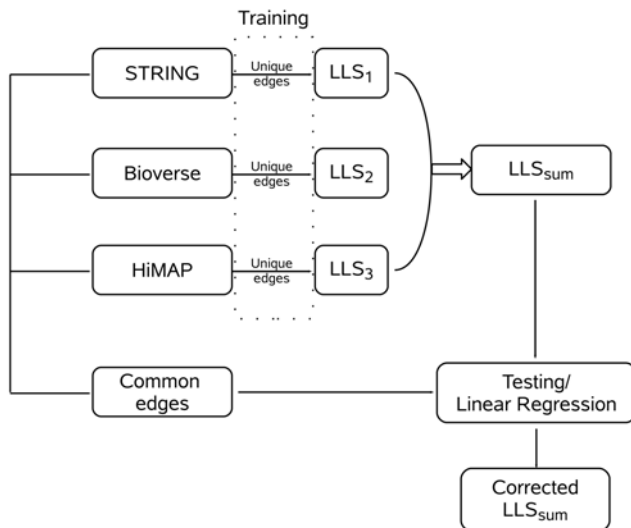 Training
STRING
Unique
edges
LLS₁
Bioverse
Unique
edges
LLS₂
LLSsum
HiMAP
Unique
edges
LLS₃
Common
edges
Testing/
Linear Regression
Corrected
LLSsum